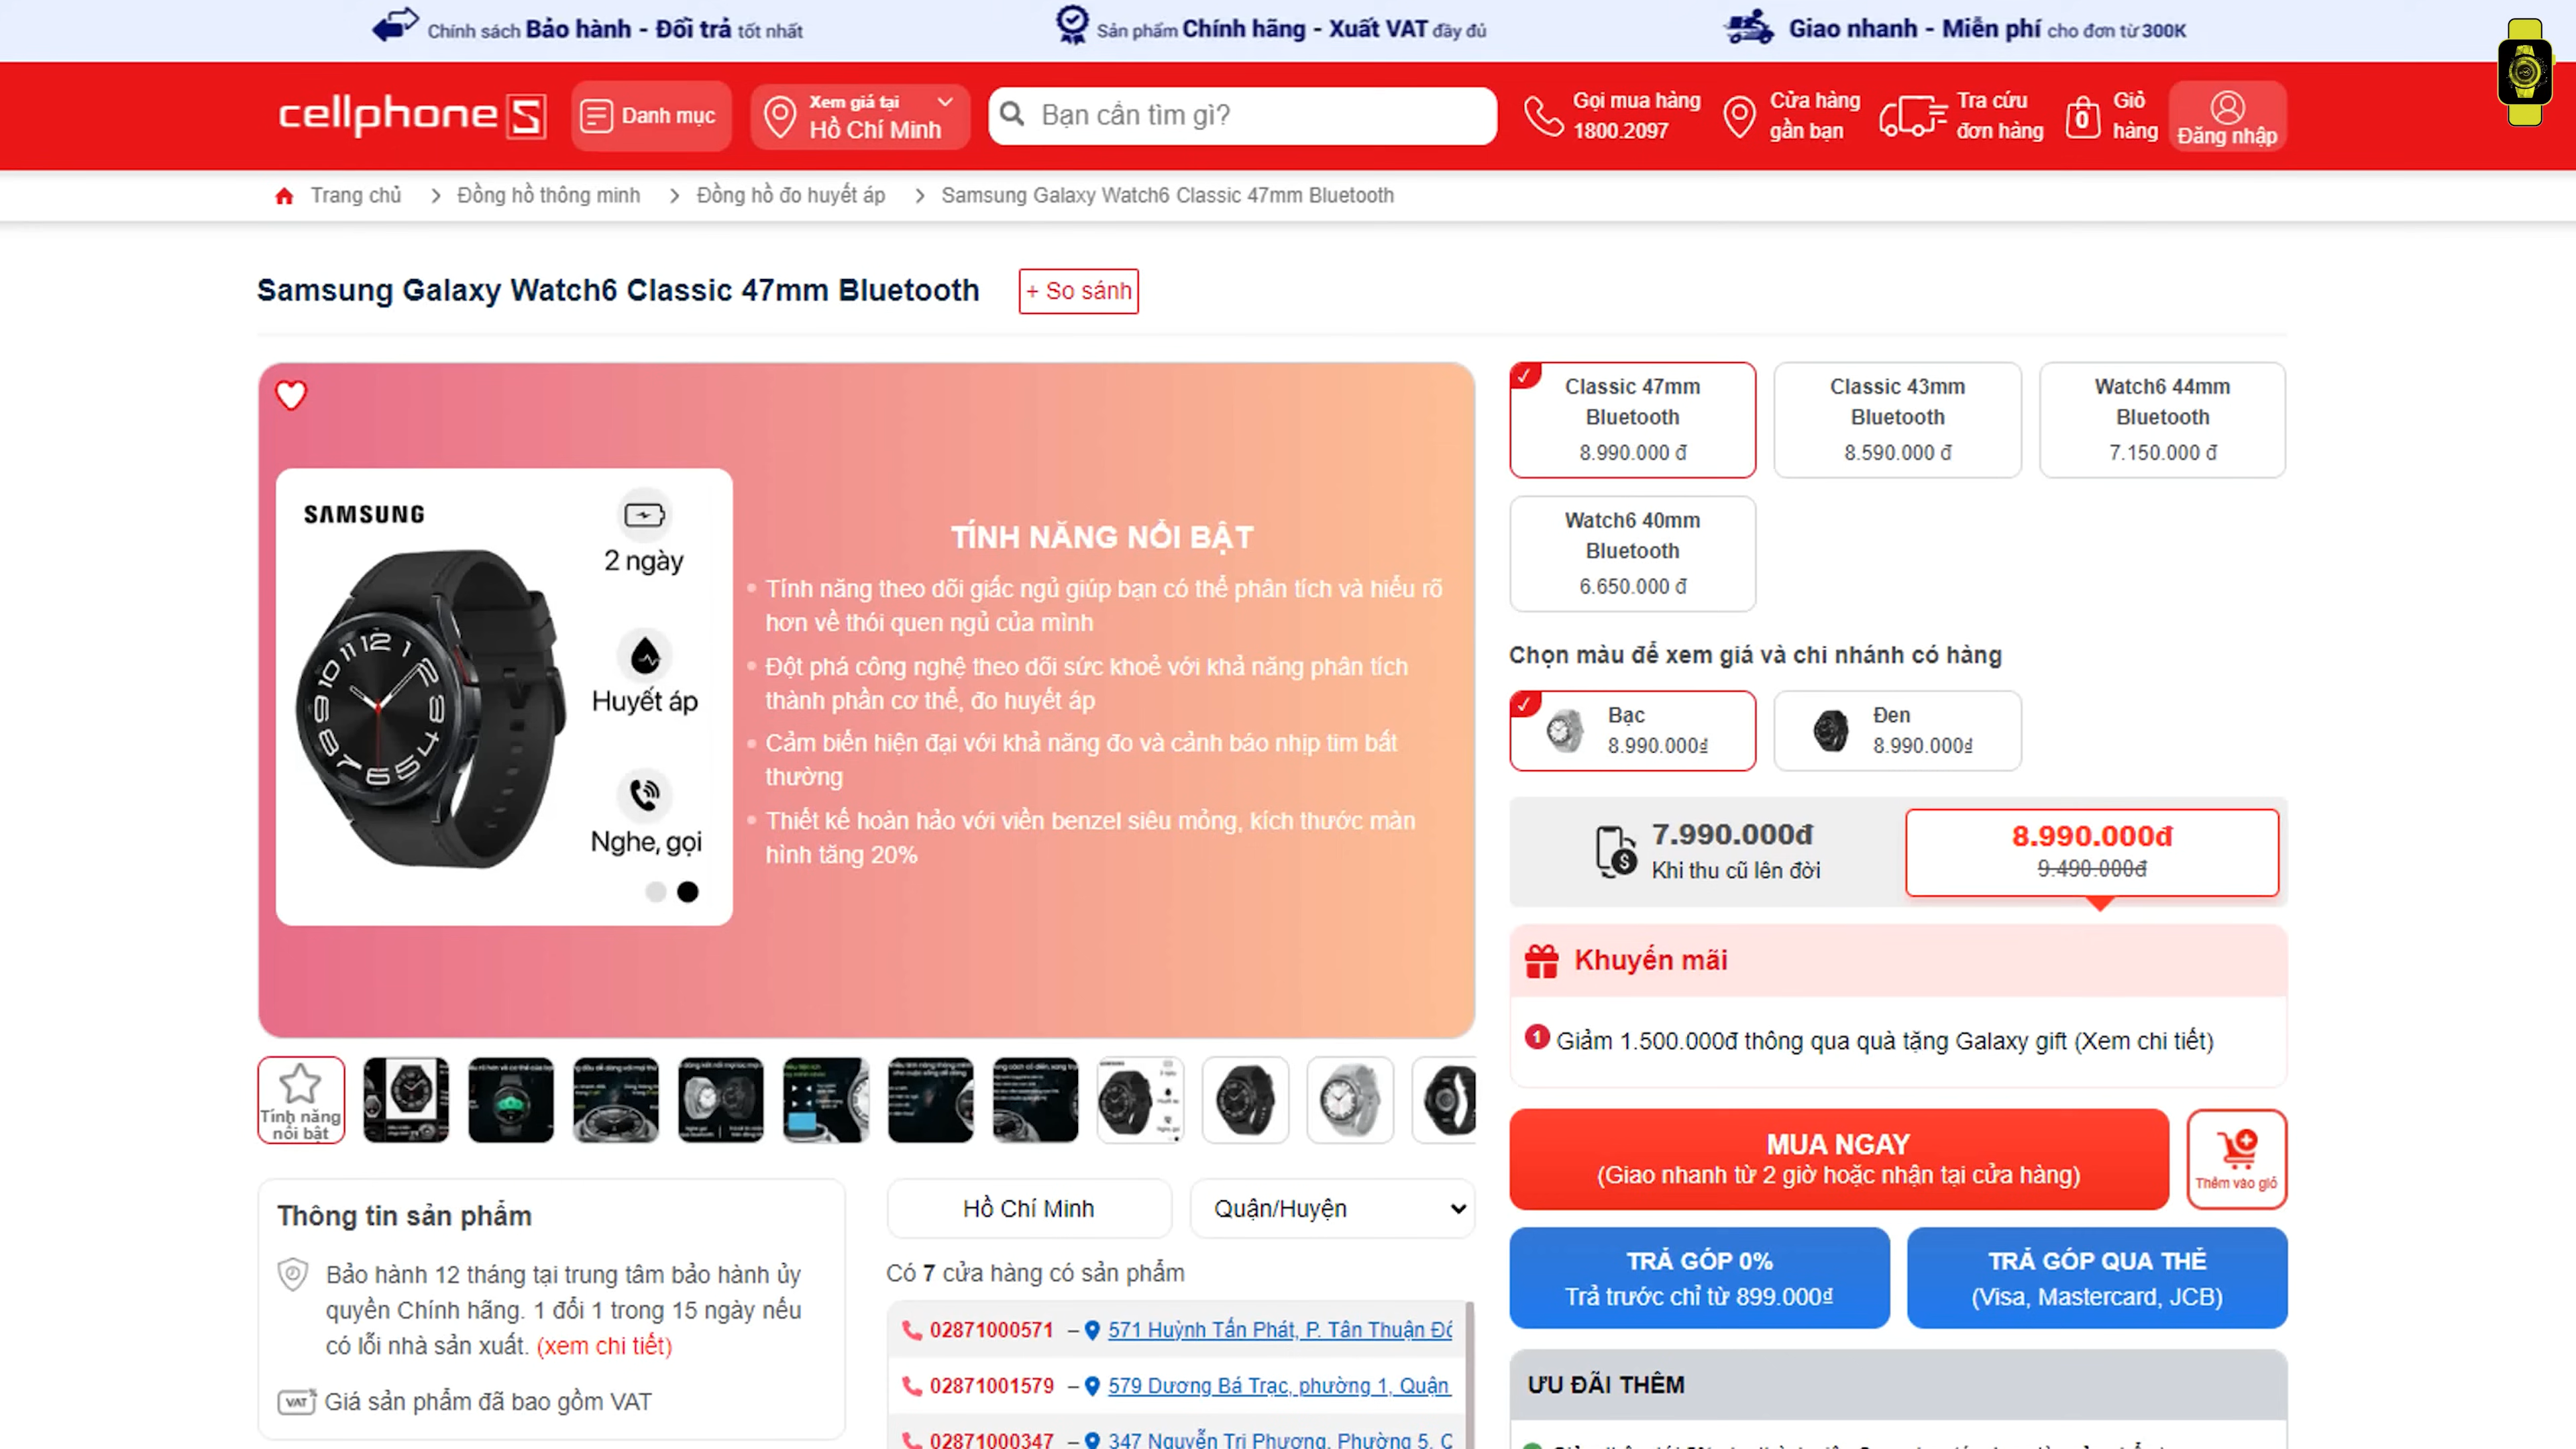 Chính sách Bảo hành - Đổi trả tốt nhất
Sản phẩm Chính hãng - Xuất VAT đầy đủ
Giao nhanh - Miễn phí cho đơn từ 300K
cellphoneS
Danh mục
Xem giá tại
Hồ Chí Minh
Bạn cần tìm gì?
Gọi mua hàng
1800.2097
Cửa hàng
gần bạn
Tra cứu
đơn hàng
0
Giỏ
hàng
Đăng nhập
Trang chủ
Đồng hồ thông minh
Đồng hồ đo huyết áp
Samsung Galaxy Watch6 Classic 47mm Bluetooth
Samsung Galaxy Watch6 Classic 47mm Bluetooth
+ So sánh
SAMSUNG
2 ngày
Huyết áp
Nghe, gọi
TÍNH NĂNG NỔI BẬT
Tính năng theo dõi giấc ngủ giúp bạn có thể phân tích và hiểu rõ
hơn về thói quen ngủ của mình
Đột phá công nghệ theo dõi sức khoẻ với khả năng phân tích
thành phần cơ thể, đo huyết áp
Cảm biến hiện đại với khả năng đo và cảnh báo nhịp tim bất
thường
Thiết kế hoàn hảo với viền benzel siêu mỏng, kích thước màn
hình tăng 20%
Tính năng
nổi bật
Classic 47mm
Bluetooth
8.990.000 đ
Classic 43mm
Bluetooth
8.590.000 đ
Watch6 44mm
Bluetooth
7.150.000 đ
Watch6 40mm
Bluetooth
6.650.000 đ
Chọn màu để xem giá và chi nhánh có hàng
Bạc
8.990.000₫
Đen
8.990.000₫
7.990.000đ
Khi thu cũ lên đời
8.990.000đ
9.490.000đ
Khuyến mãi
1 Giảm 1.500.000đ thông qua quà tặng Galaxy gift (Xem chi tiết)
MUA NGAY
(Giao nhanh từ 2 giờ hoặc nhận tại cửa hàng)
Thêm vào giỏ
TRẢ GÓP 0%
Trả trước chỉ từ 899.000₫
TRẢ GÓP QUA THẺ
(Visa, Mastercard, JCB)
ƯU ĐÃI THÊM
Thông tin sản phẩm
Bảo hành 12 tháng tại trung tâm bảo hành ủy
quyền Chính hãng. 1 đổi 1 trong 15 ngày nếu
có lỗi nhà sản xuất. (xem chi tiết)
VAT Giá sản phẩm đã bao gồm VAT
Hồ Chí Minh
Quận/Huyện
Có 7 cửa hàng có sản phẩm
02871000571 – 571 Huỳnh Tấn Phát, P. Tân Thuận
02871001579 – 579 Dương Bá Trạc, phường 1, Quận
02871000347 – 347 Nguyễn Tri Phương, Phường 5,